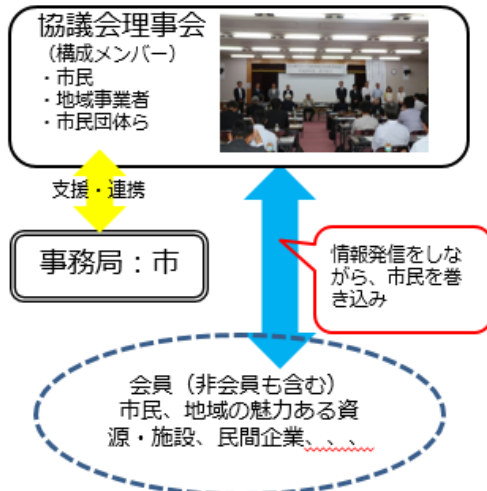 協議会理事会
（構成メンバー）
・市民
・地域事業者
・市民団体ら
支援・連携
事務局：市
情報発信をしな
がら、市民を巻
き込み
会員（非会員も含む）
市民、地域の魅力ある資
源・施設、民間企業、、、